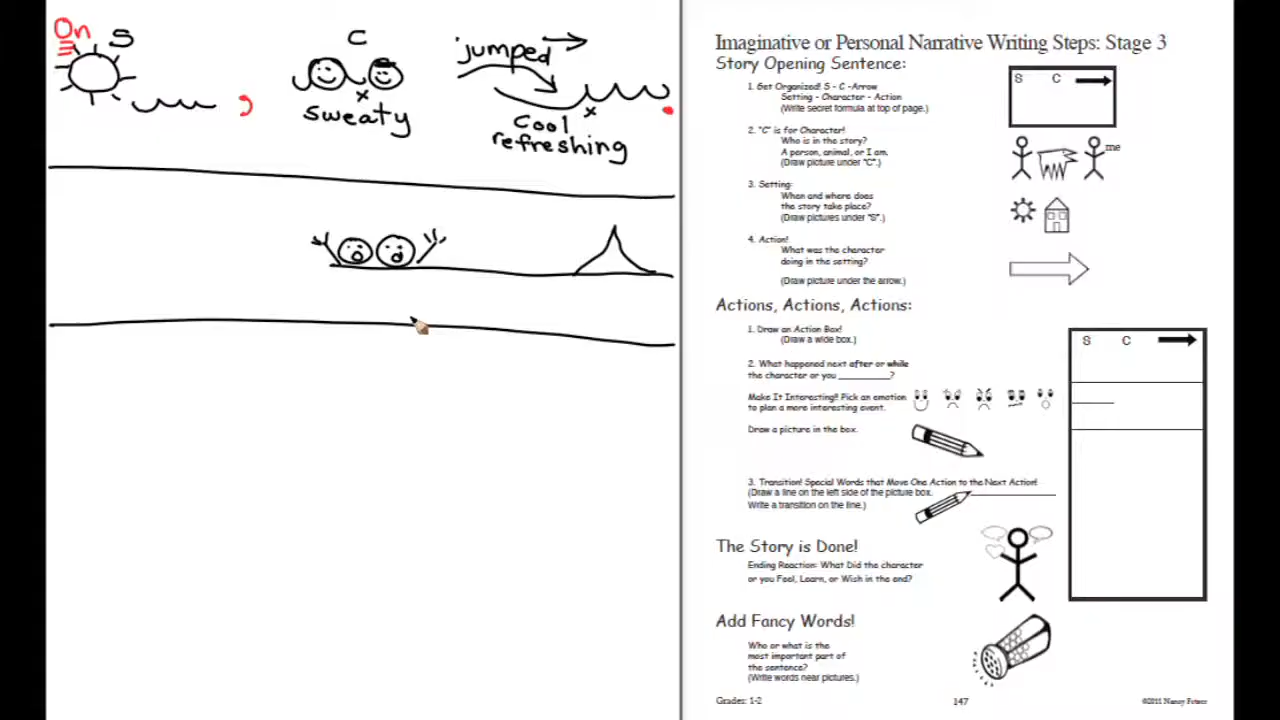 On
S
C
jumped
sweaty
cool
refreshing
,
.
Imaginative or Personal Narrative Writing Steps: Stage 3
Story Opening Sentence:
1. Get Organized! S - C -Arrow
Setting - Character - Action
(Write secret formula at top of page.)
S C
2. "C" is for Character!
Who is in the story?
A person, animal, or I am.
(Draw picture under "C".)
me
3. Setting:
When and where does
the story take place?
(Draw pictures under "S".)
4. Action!
What was the character
doing in the setting?
(Draw picture under the arrow.)
Actions, Actions, Actions:
1. Draw an Action Box!
(Draw a wide box.)
S C
2. What happened next after or while
the character or you ________?
Make It Interesting!! Pick an emotion
to plan a more interesting event.
Draw a picture in the box.
3. Transition! Special Words that Move One Action to the Next Action!
(Draw a line on the left side of the picture box.
Write a transition on the line.)
The Story is Done!
Ending Reaction: What Did the character
or you Feel, Learn, or Wish in the end?
Add Fancy Words!
Who or what is the
most important part of
the sentence?
(Write words near pictures.)
Grades: 1-2
147